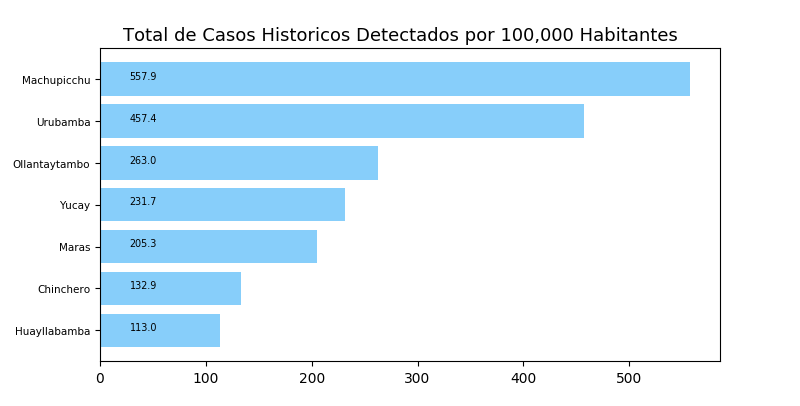 Total de Casos Historicos Detectados por 100,000 Habitantes
Machupicchu 557.9
Urubamba 457.4
Ollantaytambo 263.0
Yucay 231.7
Maras 205.3
Chinchero 132.9
Huayllabamba 113.0
0 100 200 300 400 500